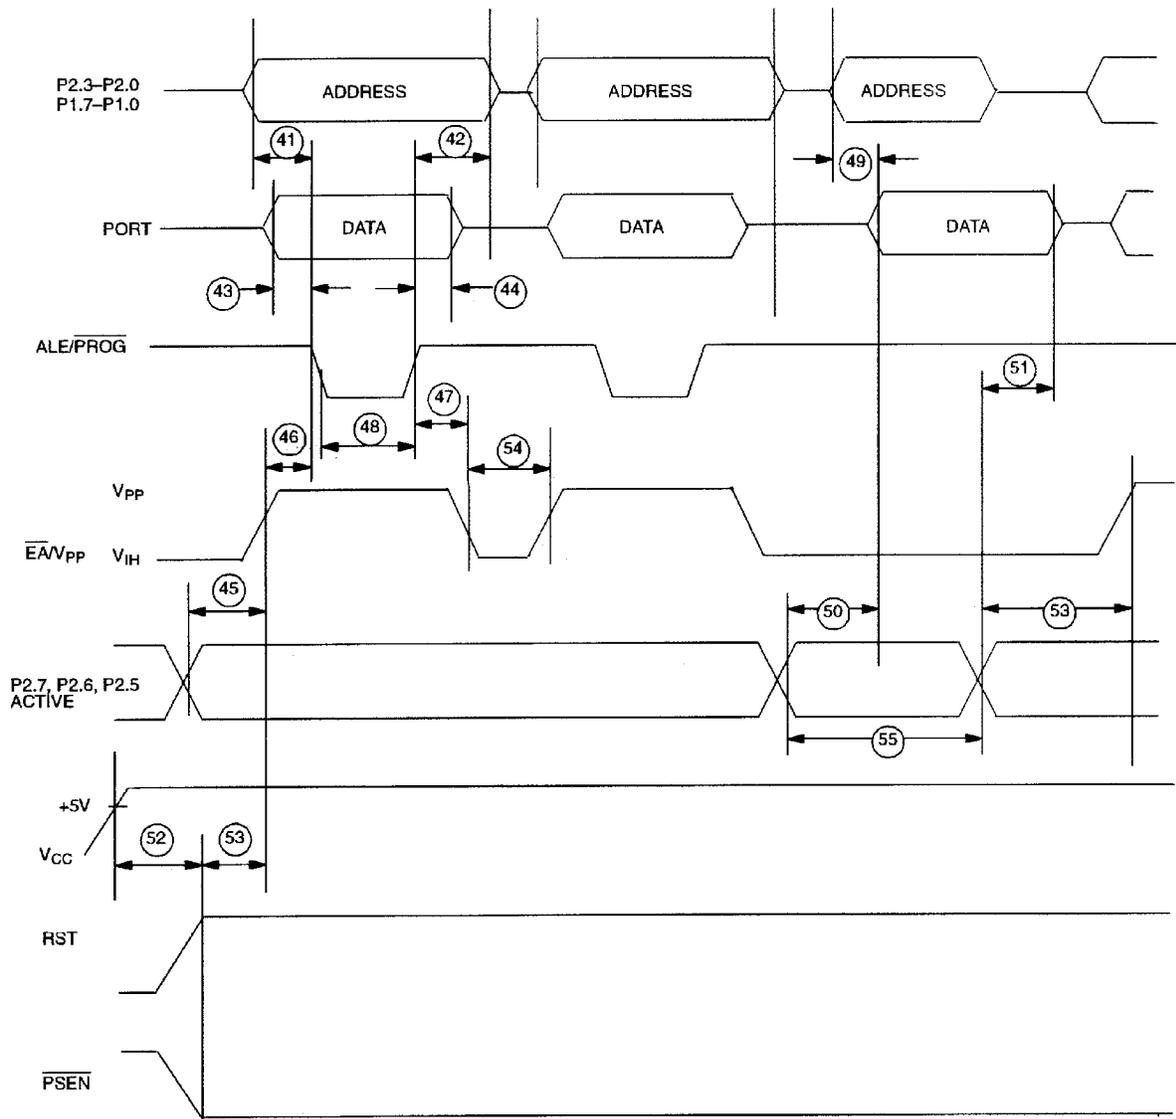 P2.3–P2.0
P1.7–P1.0
ADDRESS
ADDRESS
ADDRESS
41
42
49
PORT
DATA
DATA
DATA
43
44
ALE/PROG
51
47
46
48
54
VPP
EA/VPP VIH
45
50
53
P2.7, P2.6, P2.5
ACTIVE
55
+5V
52
53
VCC
RST
PSEN